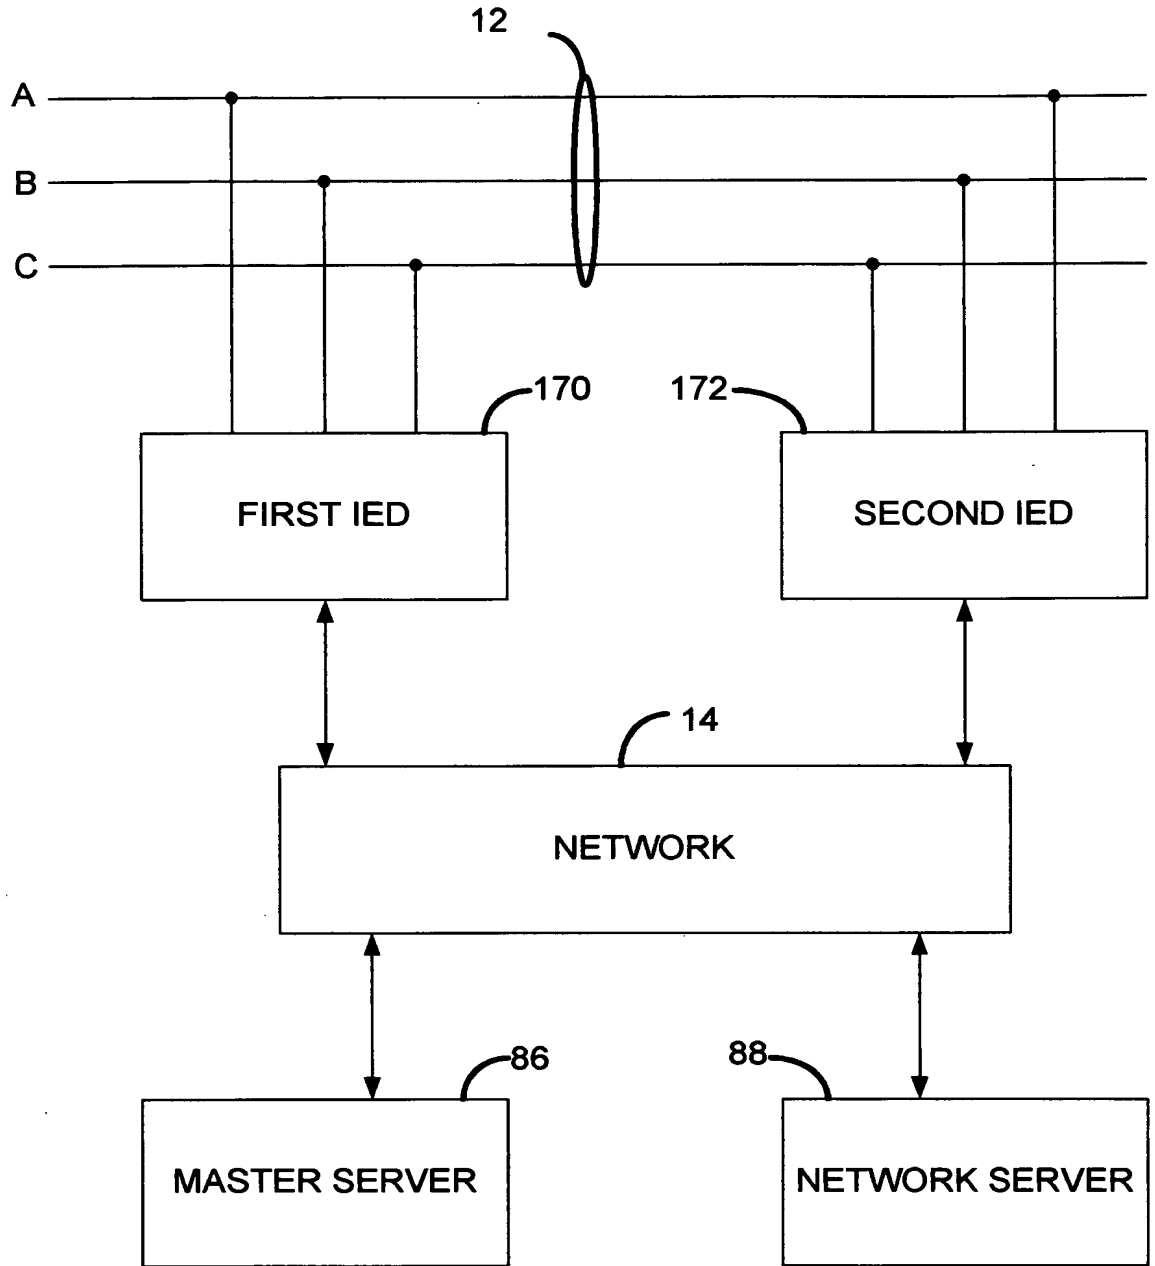 12
A
B
C
170
172
FIRST IED
SECOND IED
14
NETWORK
86
88
MASTER SERVER
NETWORK SERVER